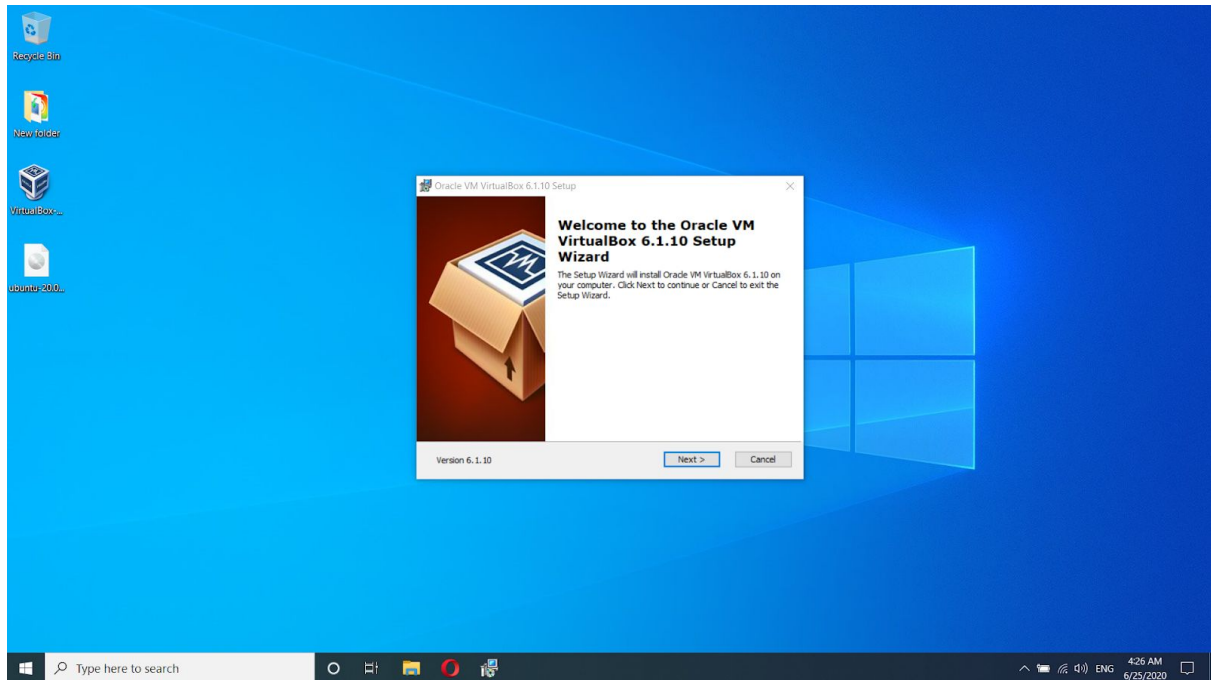 Recycle Bin
New folder
VirtualBox-...
ubuntu-20.0...
Oracle VM VirtualBox 6.1.10 Setup
Welcome to the Oracle VM
VirtualBox 6.1.10 Setup
Wizard
The Setup Wizard will install Oracle VM VirtualBox 6.1.10 on
your computer. Click Next to continue or Cancel to exit the
Setup Wizard.
Version 6.1.10
Next >
Cancel
Type here to search
ENG
4:26 AM
6/25/2020